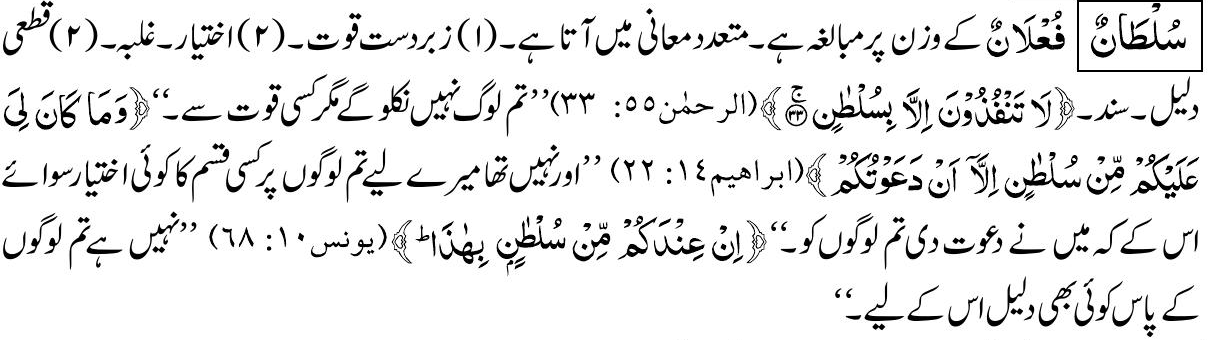 سُلْطَانٌ فُعْلَانٌ کے وزن پر مبالغہ ہے۔ متعدد معانی میں آتا ہے۔ (۱) زبردست قوت۔ (۲) اختیار۔ غلبہ۔ (۲) قطعی
دلیل۔ سند۔ ﴿لَا تَنْفُذُوْنَ اِلَّا بِسُلْطٰنٍ ۚ﴿۳۳﴾﴾ (الرحمٰن ۵۵: ۳۳) ’’تم لوگ نہیں نکلو گے مگر کسی قوت سے۔‘‘ ﴿وَمَا كَانَ لِيَ
عَلَيْكُمْ مِّنْ سُلْطٰنٍ اِلَّآ اَنْ دَعَوْتُكُمْ﴾ (ابراھیم ۱٤: ۲۲) ’’اور نہیں تھا میرے لیے تم لوگوں پر کسی قسم کا کوئی اختیار سوائے
اس کے کہ میں نے دعوت دی تم لوگوں کو۔‘‘ ﴿اِنْ عِنْدَكُمْ مِّنْ سُلْطٰنٍۭ بِهٰذَا ؕ﴾ (یونس ۱۰: ٦٨) ’’نہیں ہے تم لوگوں
کے پاس کوئی بھی دلیل اس کے لیے۔‘‘